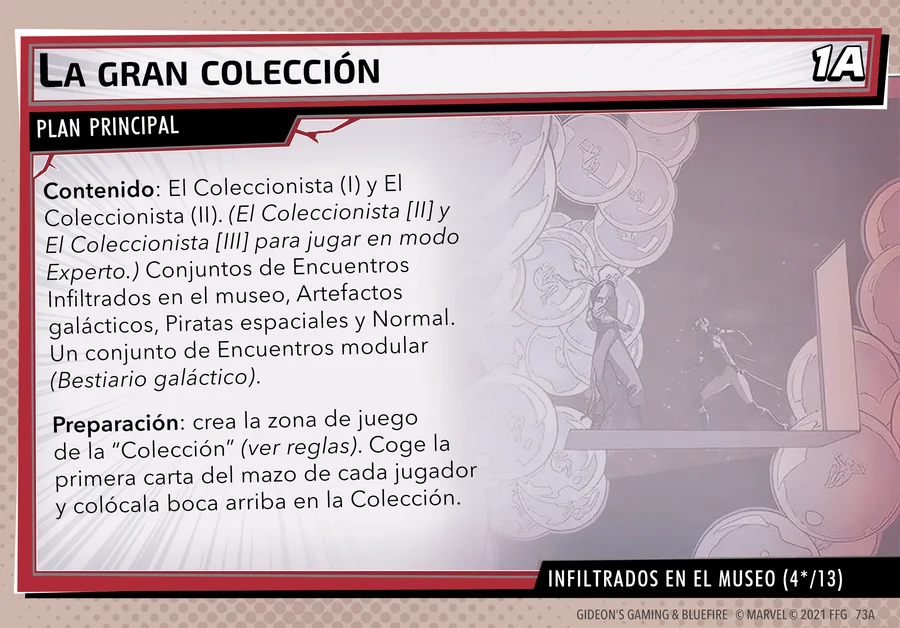 LA GRAN COLECCIÓN
1A
PLAN PRINCIPAL
Contenido: El Coleccionista (I) y El
Coleccionista (II). (El Coleccionista [II] y
El Coleccionista [III] para jugar en modo
Experto.) Conjuntos de Encuentros
Infiltrados en el museo, Artefactos
galácticos, Piratas espaciales y Normal.
Un conjunto de Encuentros modular
(Bestiario galáctico).
Preparación: crea la zona de juego
de la “Colección” (ver reglas). Coge la
primera carta del mazo de cada jugador
y colócala boca arriba en la Colección.
INFILTRADOS EN EL MUSEO (4*/13)
GIDEON'S GAMING & BLUEFIRE © MARVEL © 2021 FFG 73A